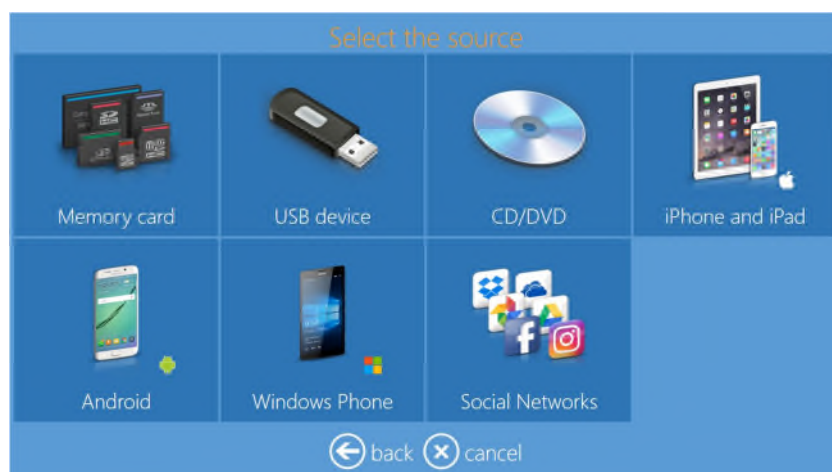 Select the source
Memory card
USB device
CD/DVD
iPhone and iPad
Android
Windows Phone
Social Networks
back cancel